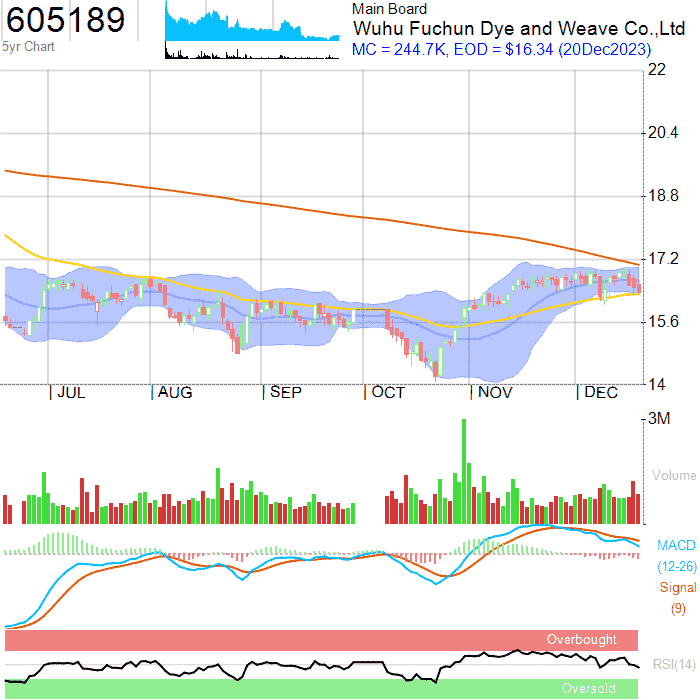 605189
5yr Chart
Main Board
Wuhu Fuchun Dye and Weave Co.,Ltd
MC = 244.7K, EOD = $16.34 (20Dec2023)
22
20.4
18.8
17.2
15.6
14
JUL
AUG
SEP
OCT
NOV
DEC
3M
Volume
MACD
(12-26)
Signal
(9)
Overbought
RSI(14)
Oversold